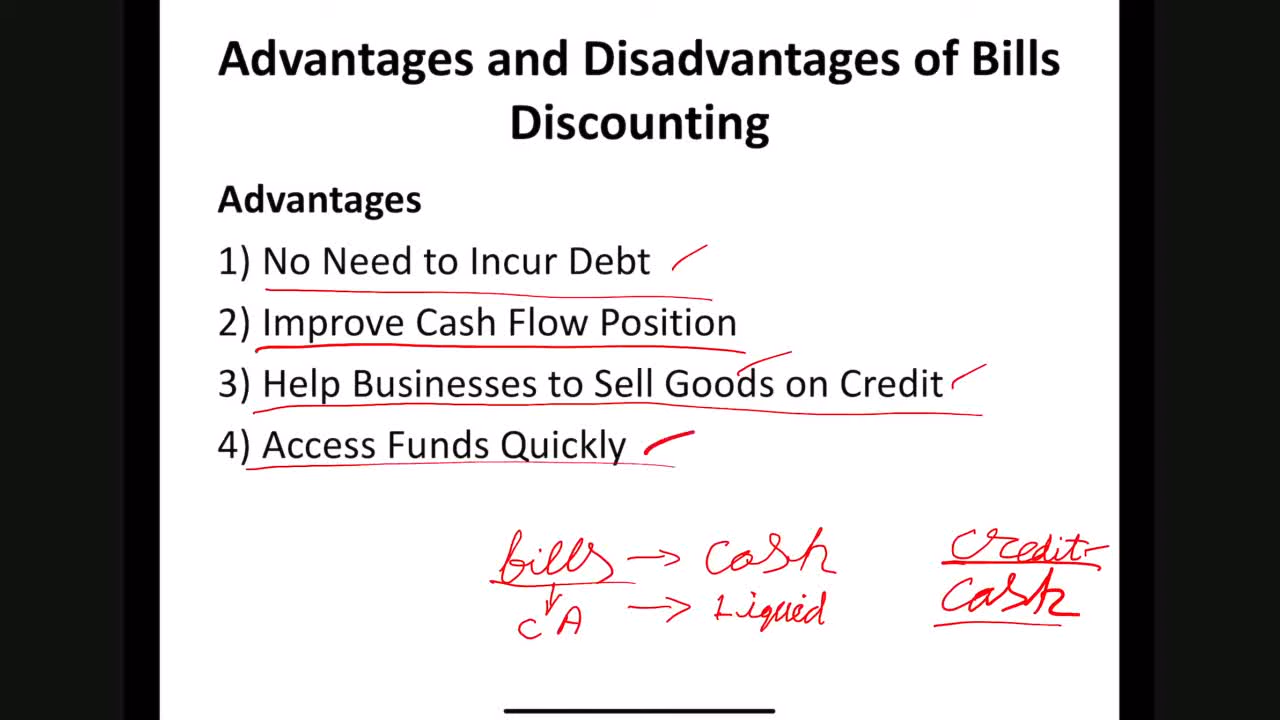 Advantages and Disadvantages of Bills
Discounting
Advantages
1) No Need to Incur Debt
2) Improve Cash Flow Position
3) Help Businesses to Sell Goods on Credit
4) Access Funds Quickly
bills → cash
CA → Liquid
credit
cash